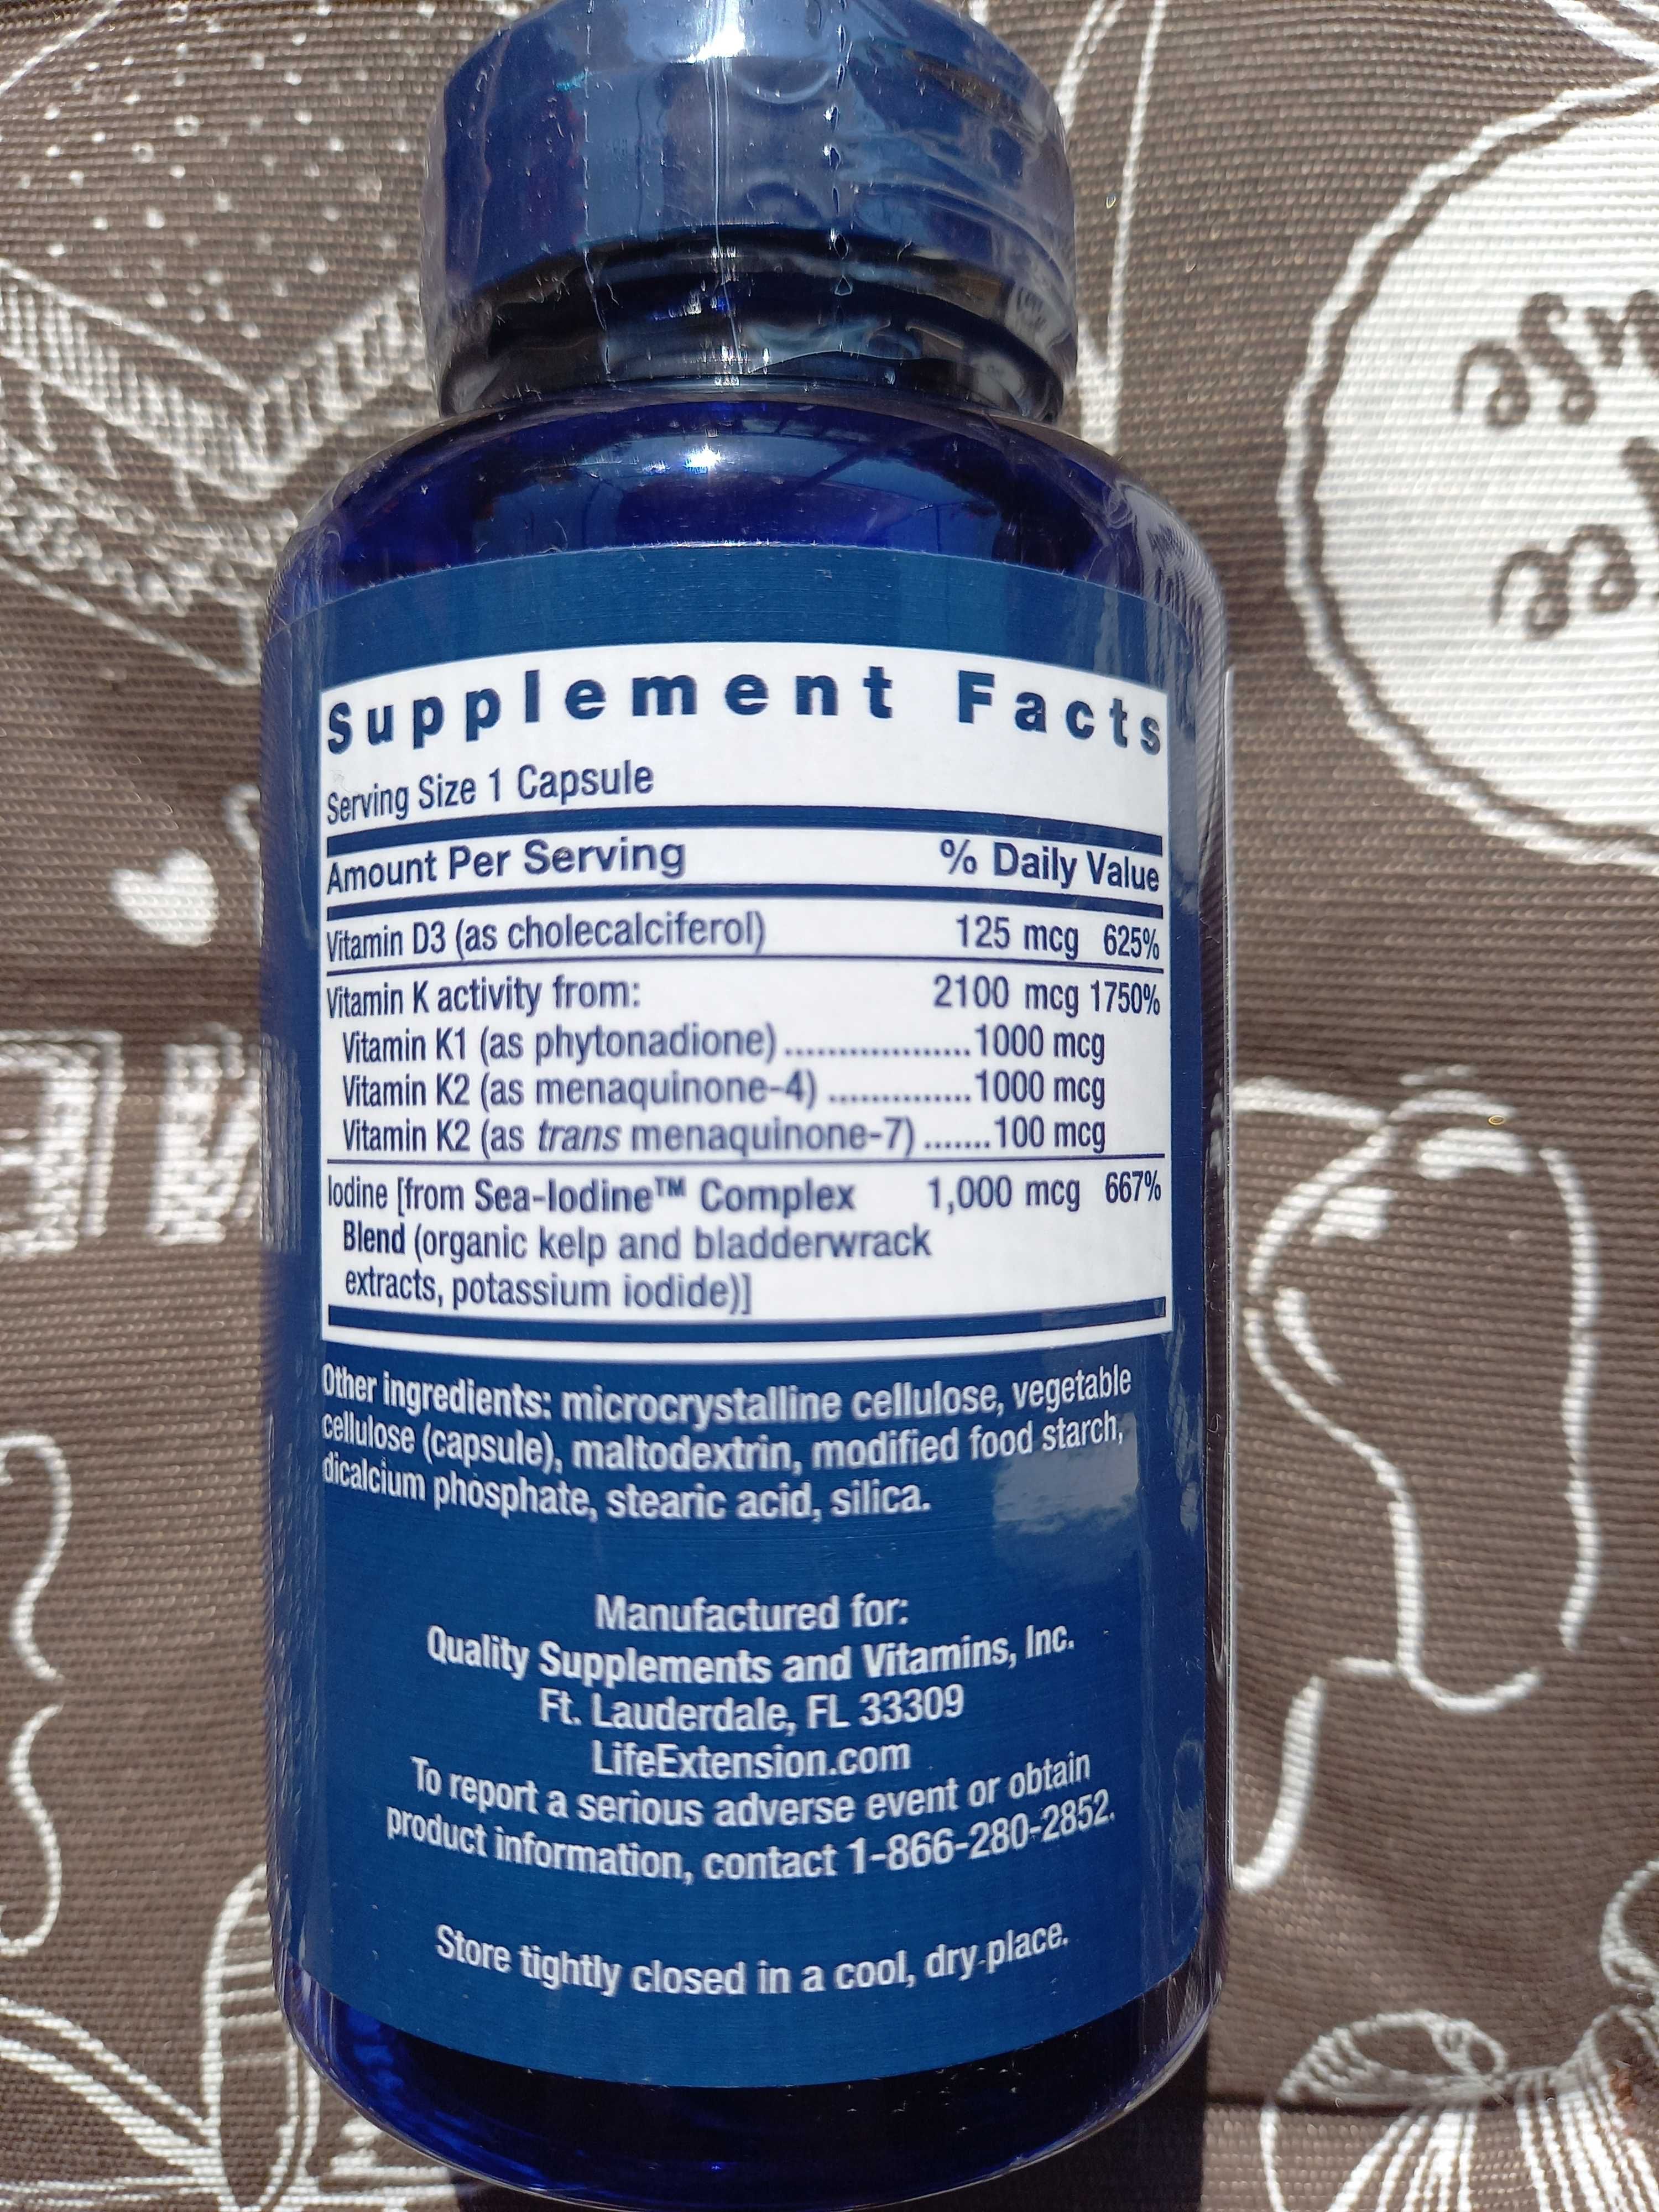 Supplement Facts
Serving Size 1 Capsule
Amount Per Serving % Daily Value
Vitamin D3 (as cholecalciferol) 125 mcg 625%
Vitamin K activity from: 2100 mcg 1750%
Vitamin K1 (as phytonadione)...................1000 mcg
Vitamin K2 (as menaquinone-4) ..............1000 mcg
Vitamin K2 (as trans menaquinone-7).......100 mcg
Iodine [from Sea-Iodine™ Complex 1,000 mcg 667%
Blend (organic kelp and bladderwrack
extracts, potassium iodide)]
Other ingredients: microcrystalline cellulose, vegetable
cellulose (capsule), maltodextrin, modified food starch,
dicalcium phosphate, stearic acid, silica.
Manufactured for:
Quality Supplements and Vitamins, Inc.
Ft. Lauderdale, FL 33309
LifeExtension.com
To report a serious adverse event or obtain
product information, contact 1-866-280-2852.
Store tightly closed in a cool, dry place.